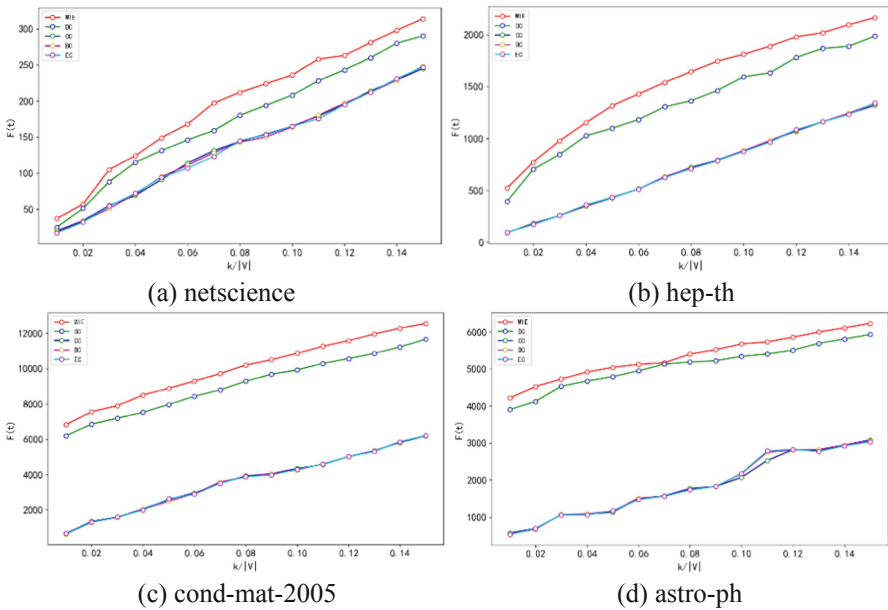 WIE
DC
CC
BC
EC
300
250
200
150
100
50
F(t)
0.02 0.04 0.06 0.08 0.10 0.12 0.14
k/|V|
(a) netscience
WIE
DC
CC
BC
EC
2000
1500
1000
500
0
F(t)
0.02 0.04 0.06 0.08 0.10 0.12 0.14
k/|V|
(b) hep-th
WIE
DC
CC
BC
EC
12000
10000
8000
6000
4000
2000
F(t)
0.02 0.04 0.06 0.08 0.10 0.12 0.14
k/|V|
(c) cond-mat-2005
WIE
DC
CC
BC
EC
6000
5000
4000
3000
2000
1000
F(t)
0.02 0.04 0.06 0.08 0.10 0.12 0.14
k/|V|
(d) astro-ph